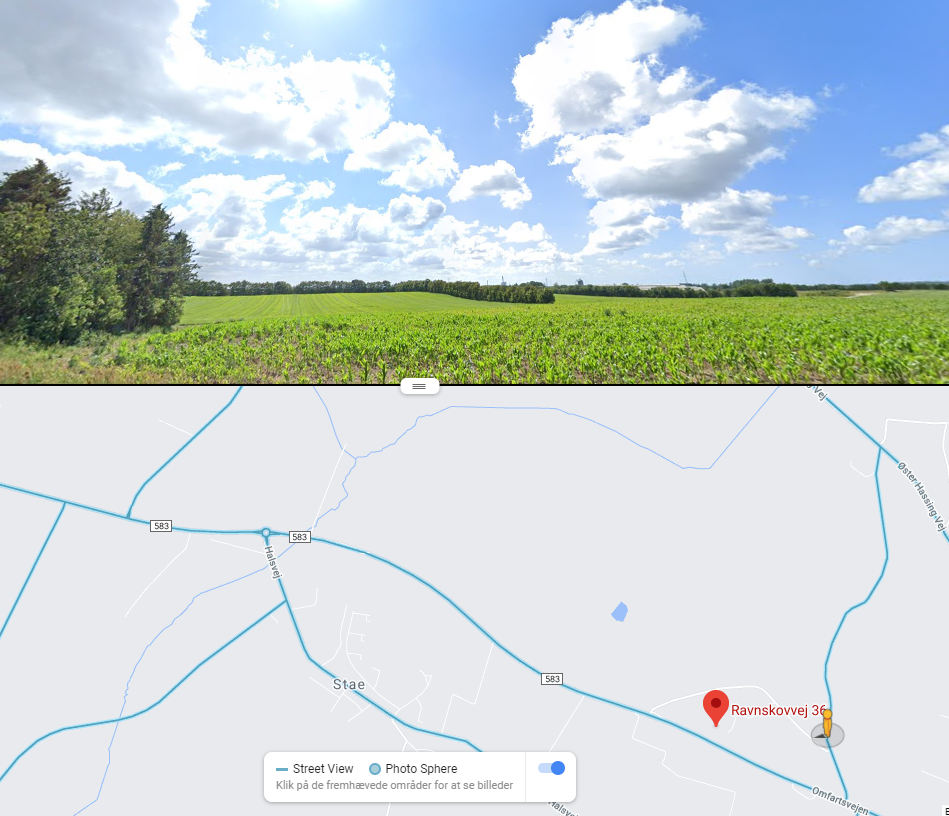 Øster Hassing Vej
583
583
Halsvej
583
Stae
Ravnskovvej 36
Street View
Photo Sphere
Klik på de fremhævede områder for at se billeder
Omfartsvejen
Halsvej